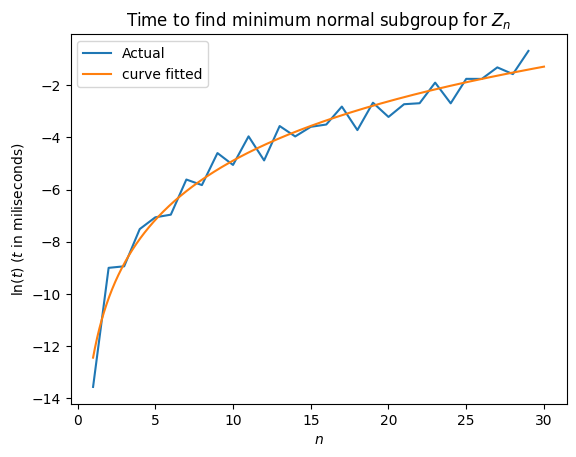 Time to find minimum normal subgroup for $Z_n$
Actual
curve fitted
−2
−4
−6
−8
−10
−12
−14
ln(t) (t in miliseconds)
0 5 10 15 20 25 30
n